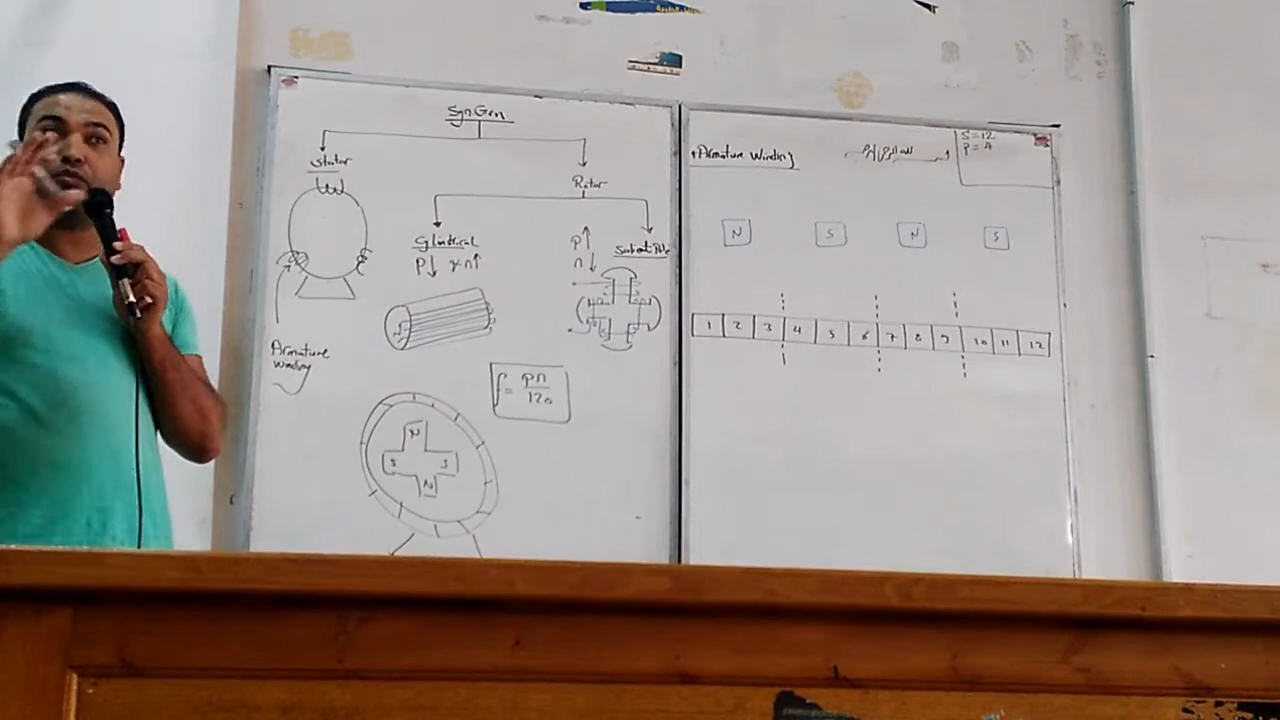 Syn Gen
Stator
Rotor
Cylindrical
P↓ & n↑
P↑
n↓
Salient Pole
Armature
Winding
f = Pn/120
N
S
S
N
* Armature Winding
S=12
P=4
N
S
N
S
1 2 3 4 5 6 7 8 9 10 11 12